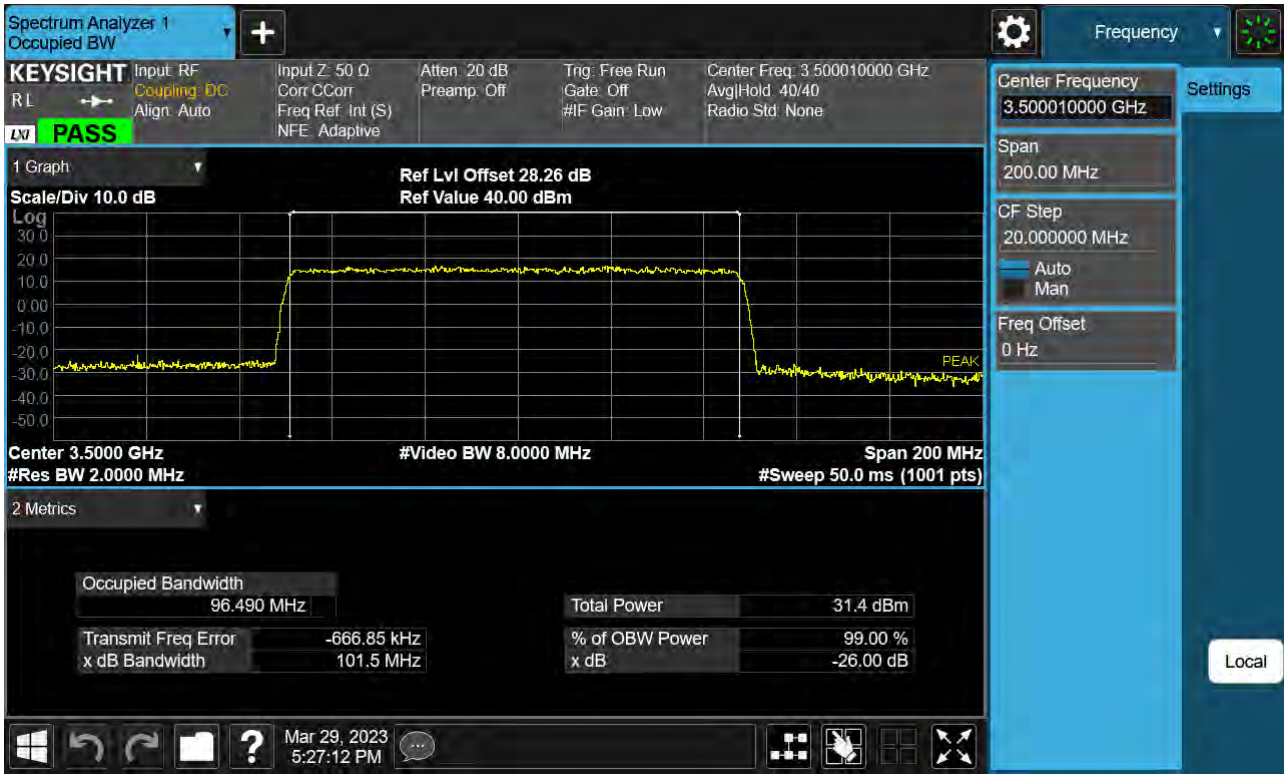 Spectrum Analyzer 1
Occupied BW
+
Frequency
KEYSIGHT
RL
LXI
PASS
Input: RF
Coupling: DC
Align: Auto
Input Z: 50 Ω
Corr CCorr
Freq Ref: Int (S)
NFE: Adaptive
Atten: 20 dB
Preamp: Off
Trig: Free Run
Gate: Off
#IF Gain: Low
Center Freq: 3.500010000 GHz
Avg|Hold: 40/40
Radio Std: None
Center Frequency
3.500010000 GHz
Settings
Span
200.00 MHz
CF Step
20.000000 MHz
Auto
Man
Freq Offset
0 Hz
Local
1 Graph
Scale/Div 10.0 dB
Ref Lvl Offset 28.26 dB
Ref Value 40.00 dBm
Log
30.0
20.0
10.0
0.00
-10.0
-20.0
-30.0
-40.0
-50.0
PEAK
Center 3.5000 GHz
#Video BW 8.0000 MHz
Span 200 MHz
#Res BW 2.0000 MHz
#Sweep 50.0 ms (1001 pts)
2 Metrics
Occupied Bandwidth
96.490 MHz
Total Power 31.4 dBm
Transmit Freq Error -666.85 kHz
% of OBW Power 99.00 %
x dB Bandwidth 101.5 MHz
x dB -26.00 dB
?
Mar 29, 2023
5:27:12 PM